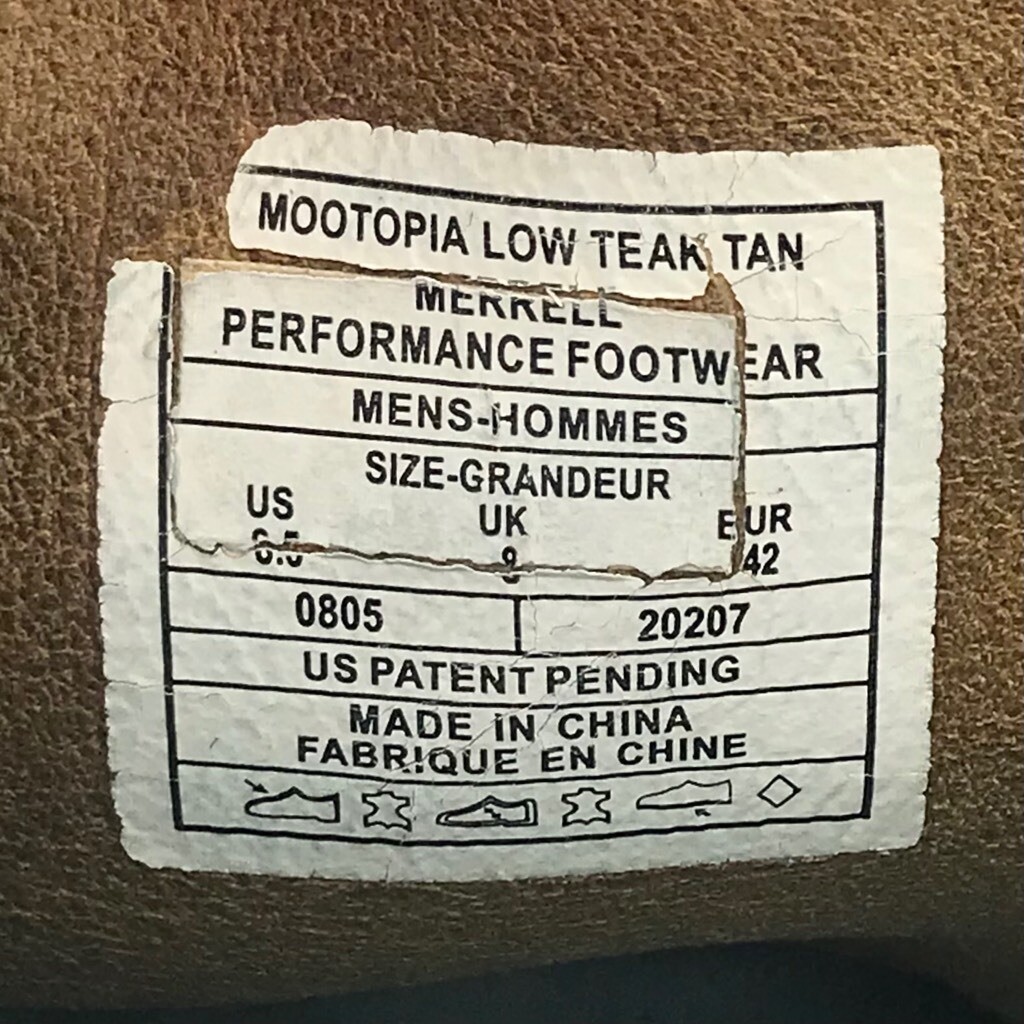 MOOTOPIA LOW TEAK TAN
MERRELL
PERFORMANCE FOOTWEAR
MENS-HOMMES
SIZE-GRANDEUR
US UK EUR
8 42
0805 20207
US PATENT PENDING
MADE IN CHINA
FABRIQUE EN CHINE